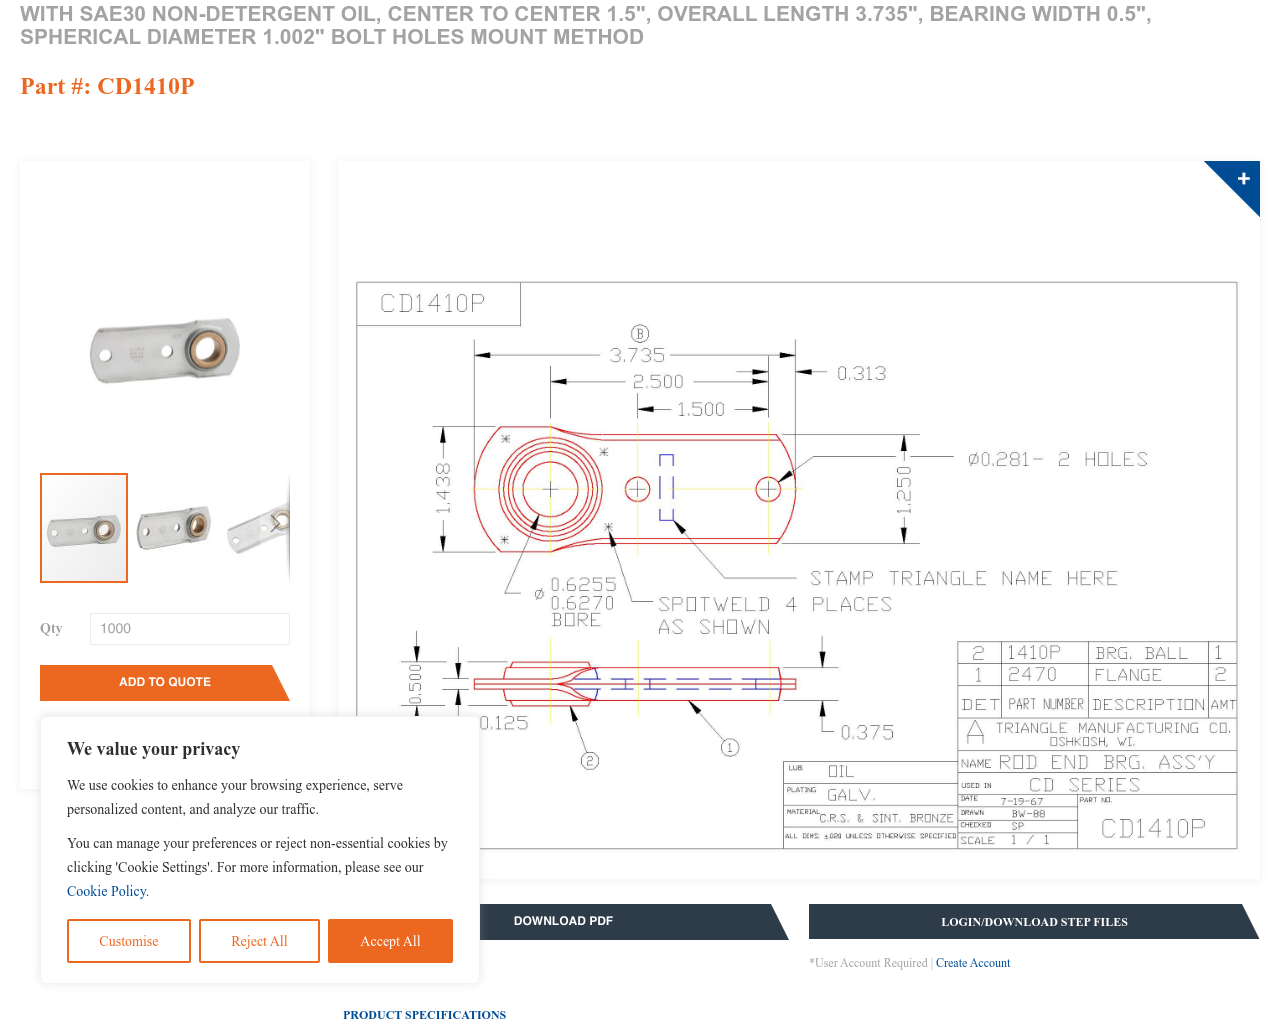 WITH SAE30 NON-DETERGENT OIL, CENTER TO CENTER 1.5", OVERALL LENGTH 3.735", BEARING WIDTH 0.5",
SPHERICAL DIAMETER 1.002" BOLT HOLES MOUNT METHOD
Part #: CD1410P
+
CD1410P
B
3.735
2.500
0.313
1.500
1.438
1.250
Ø0.281- 2 HOLES
STAMP TRIANGLE NAME HERE
Ø 0.6255
0.6270
BORE
SPOTWELD 4 PLACES
AS SHOWN
0.500
0.125
0.375
2
1
2 1410P BRG. BALL 1
1 2470 FLANGE 2
DET PART NUMBER DESCRIPTION AMT
A TRIANGLE MANUFACTURING CO.
OSHKOSH, WI.
NAME ROD END BRG. ASS'Y
USED IN CD SERIES
DATE 7-19-67
DRAWN BW-88
CHECKED SP
SCALE 1 / 1
PART NO.
CD1410P
LUB. OIL
PLATING GALV.
MATERIAL C.R.S. & SINT. BRONZE
ALL DIMS. ±.020 UNLESS OTHERWISE SPECIFIED
Qty 1000
ADD TO QUOTE
We value your privacy
We use cookies to enhance your browsing experience, serve
personalized content, and analyze our traffic.
You can manage your preferences or reject non-essential cookies by
clicking 'Cookie Settings'. For more information, please see our
Cookie Policy.
Customise
Reject All
Accept All
DOWNLOAD PDF
LOGIN/DOWNLOAD STEP FILES
*User Account Required | Create Account
PRODUCT SPECIFICATIONS